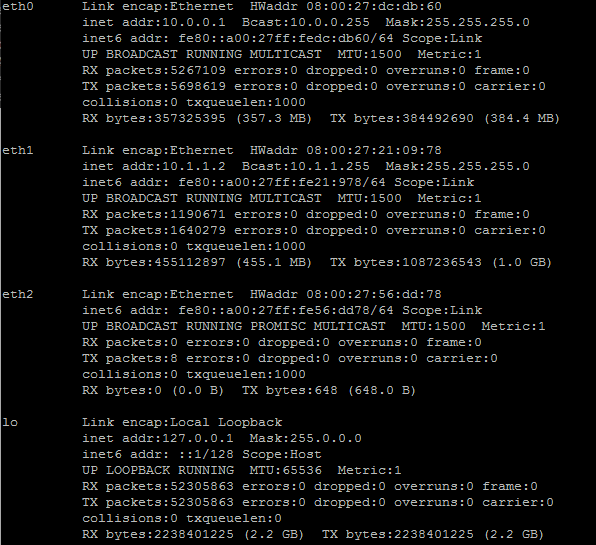 eth0      Link encap:Ethernet  HWaddr 08:00:27:dc:db:60
          inet addr:10.0.0.1  Bcast:10.0.0.255  Mask:255.255.255.0
          inet6 addr: fe80::a00:27ff:fedc:db60/64 Scope:Link
          UP BROADCAST RUNNING MULTICAST  MTU:1500  Metric:1
          RX packets:5267109 errors:0 dropped:0 overruns:0 frame:0
          TX packets:5698619 errors:0 dropped:0 overruns:0 carrier:0
          collisions:0 txqueuelen:1000
          RX bytes:357325395 (357.3 MB)  TX bytes:384492690 (384.4 MB)

eth1      Link encap:Ethernet  HWaddr 08:00:27:21:09:78
          inet addr:10.1.1.2  Bcast:10.1.1.255  Mask:255.255.255.0
          inet6 addr: fe80::a00:27ff:fe21:978/64 Scope:Link
          UP BROADCAST RUNNING MULTICAST  MTU:1500  Metric:1
          RX packets:1190671 errors:0 dropped:0 overruns:0 frame:0
          TX packets:1640279 errors:0 dropped:0 overruns:0 carrier:0
          collisions:0 txqueuelen:1000
          RX bytes:455112897 (455.1 MB)  TX bytes:1087236543 (1.0 GB)

eth2      Link encap:Ethernet  HWaddr 08:00:27:56:dd:78
          inet6 addr: fe80::a00:27ff:fe56:dd78/64 Scope:Link
          UP BROADCAST RUNNING PROMISC MULTICAST  MTU:1500  Metric:1
          RX packets:0 errors:0 dropped:0 overruns:0 frame:0
          TX packets:8 errors:0 dropped:0 overruns:0 carrier:0
          collisions:0 txqueuelen:1000
          RX bytes:0 (0.0 B)  TX bytes:648 (648.0 B)

lo        Link encap:Local Loopback
          inet addr:127.0.0.1  Mask:255.0.0.0
          inet6 addr: ::1/128 Scope:Host
          UP LOOPBACK RUNNING  MTU:65536  Metric:1
          RX packets:52305863 errors:0 dropped:0 overruns:0 frame:0
          TX packets:52305863 errors:0 dropped:0 overruns:0 carrier:0
          collisions:0 txqueuelen:0
          RX bytes:2238401225 (2.2 GB)  TX bytes:2238401225 (2.2 GB)